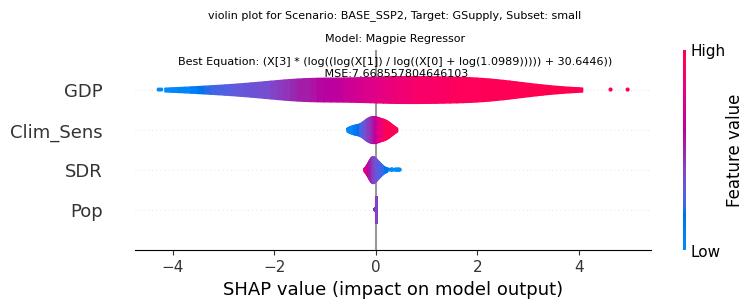 violin plot for Scenario: BASE_SSP2, Target: GSupply, Subset: small
Model: Magpie Regressor
Best Equation: (X[3] * (log((log(X[1]) / log((X[0] + log(1.0989))))) + 30.6446))
MSE:7.668557804646103
GDP
Clim_Sens
SDR
Pop
−4
−2
0
2
4
SHAP value (impact on model output)
High
Low
Feature value